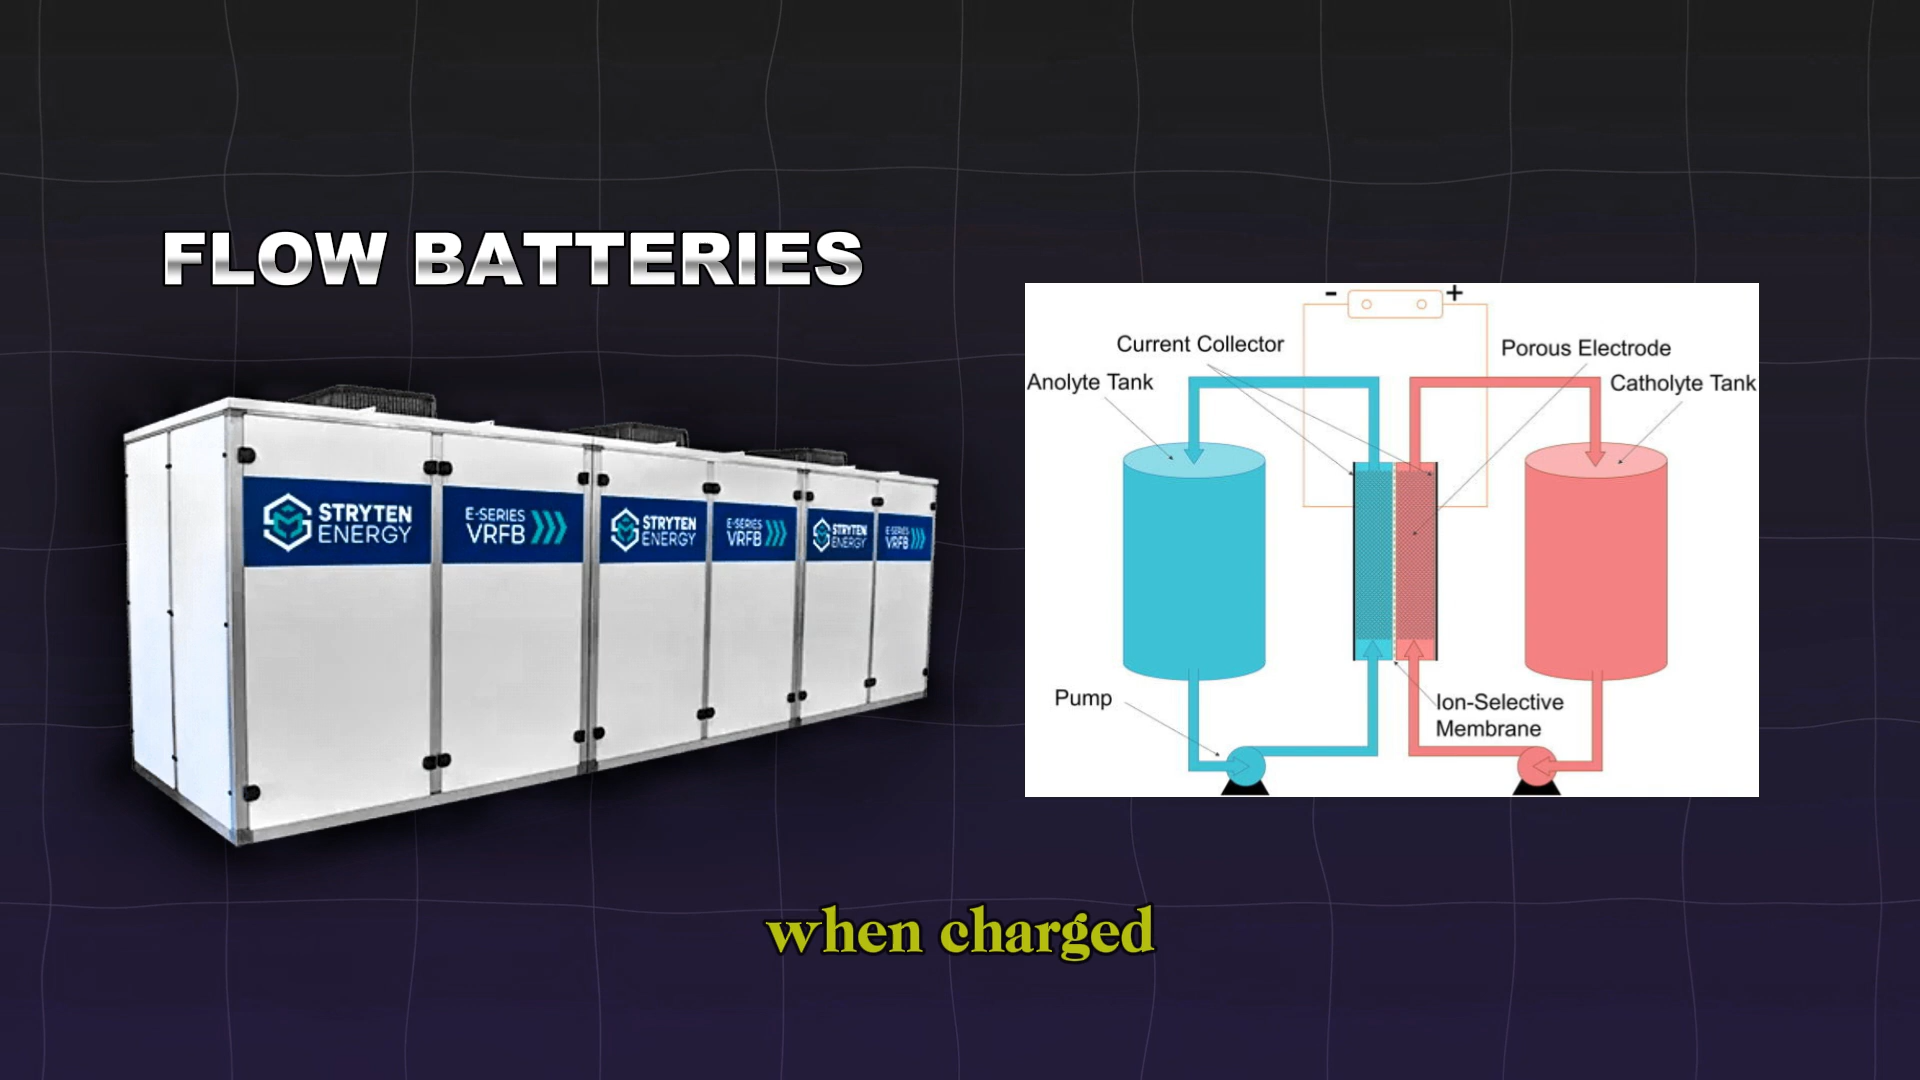 FLOW BATTERIES
STRYTEN
ENERGY
E-SERIES
VRFB
STRYTEN
ENERGY
E-SERIES
VRFB
STRYTEN
ENERGY
E-SERIES
VRFB
- +
Current Collector
Porous Electrode
Anolyte Tank
Catholyte Tank
Pump
Ion-Selective
Membrane
when charged